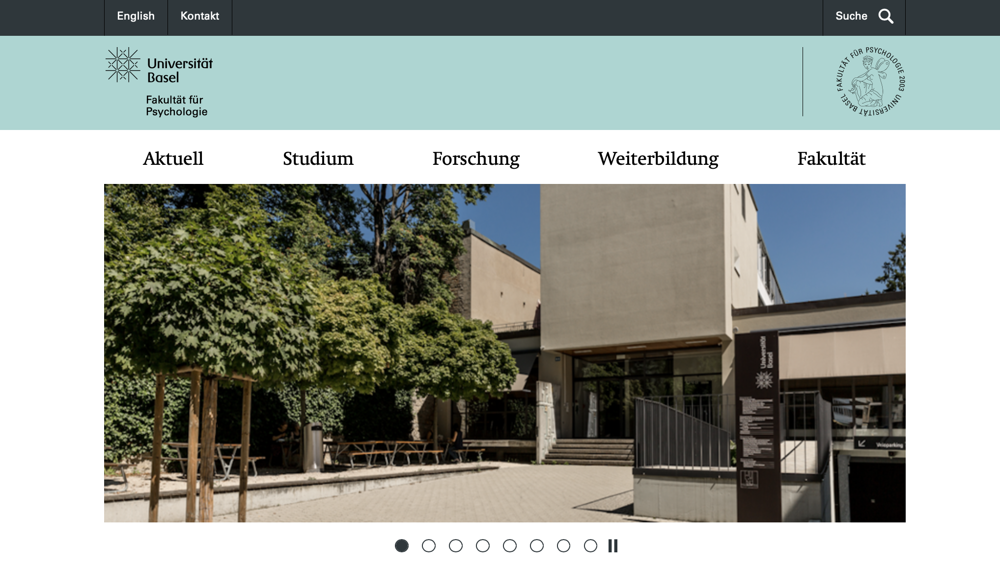 English
Kontakt
Suche
Universität
Basel
Fakultät für
Psychologie
FAKULTÄT FÜR PSYCHOLOGIE 2003 UNIVERSITÄT BASEL
Aktuell
Studium
Forschung
Weiterbildung
Fakultät
Universität
Basel
Veloparking